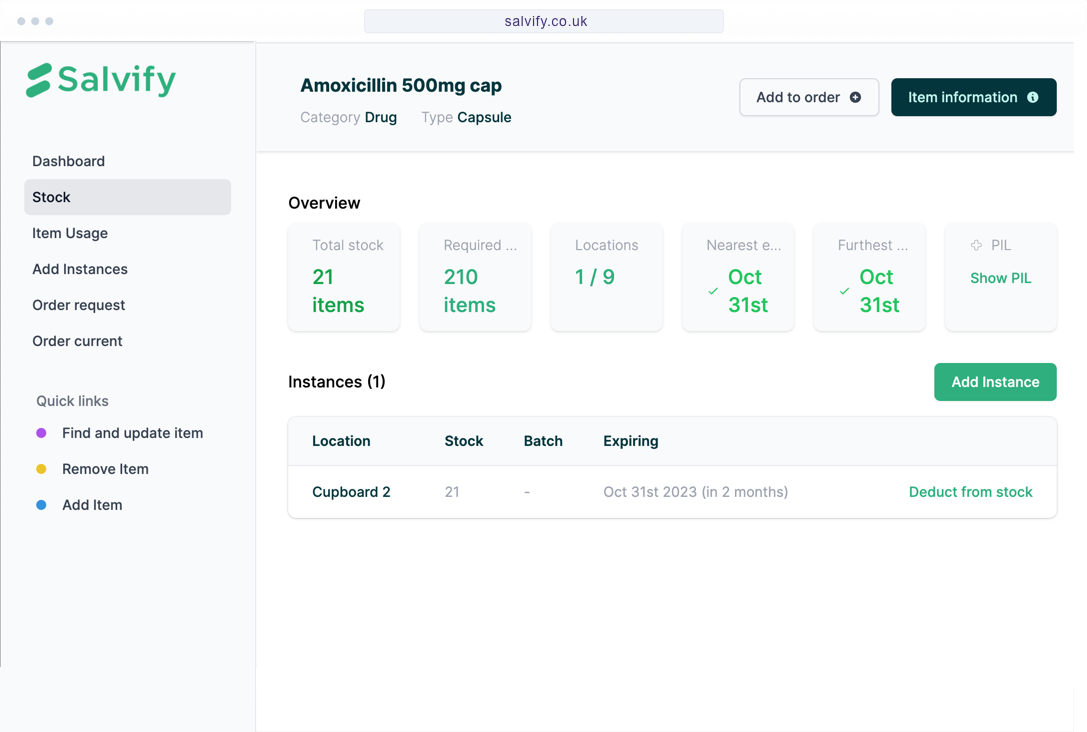 salvify.co.uk
Salvify
Dashboard
Stock
Item Usage
Add Instances
Order request
Order current
Quick links
Find and update item
Remove Item
Add Item
Amoxicillin 500mg cap
Category Drug Type Capsule
Add to order
Item information
Overview
Total stock
21
items
Required ...
210
items
Locations
1 / 9
Nearest e...
Oct
31st
Furthest ...
Oct
31st
PIL
Show PIL
Instances (1)
Add Instance
Location Stock Batch Expiring
Cupboard 2 21 - Oct 31st 2023 (in 2 months) Deduct from stock